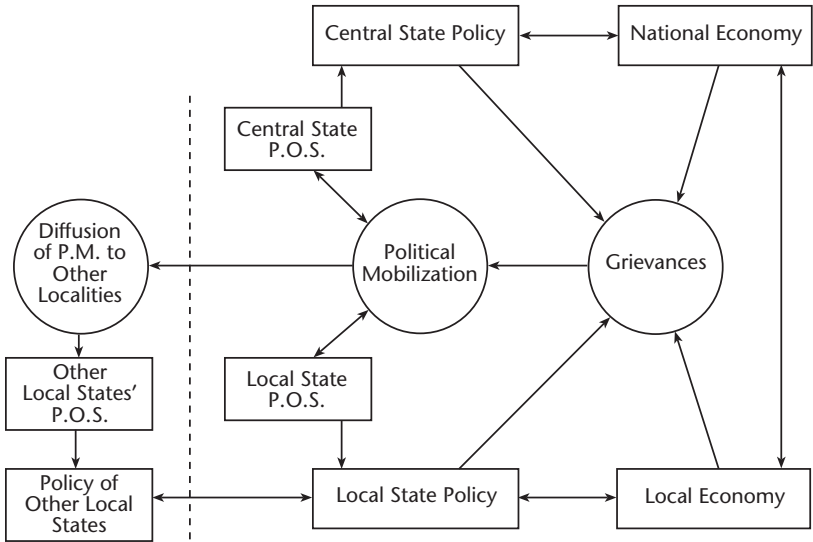 Central State Policy
National Economy
Central State
P.O.S.
Diffusion
of P.M. to
Other
Localities
Political
Mobilization
Grievances
Other
Local States’
P.O.S.
Local State
P.O.S.
Policy of
Other Local
States
Local State Policy
Local Economy